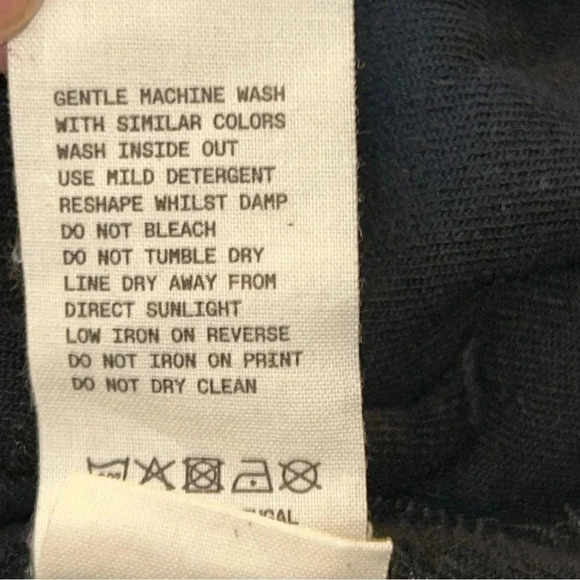 GENTLE MACHINE WASH
WITH SIMILAR COLORS
WASH INSIDE OUT
USE MILD DETERGENT
RESHAPE WHILST DAMP
DO NOT BLEACH
DO NOT TUMBLE DRY
LINE DRY AWAY FROM
DIRECT SUNLIGHT
LOW IRON ON REVERSE
DO NOT IRON ON PRINT
DO NOT DRY CLEAN